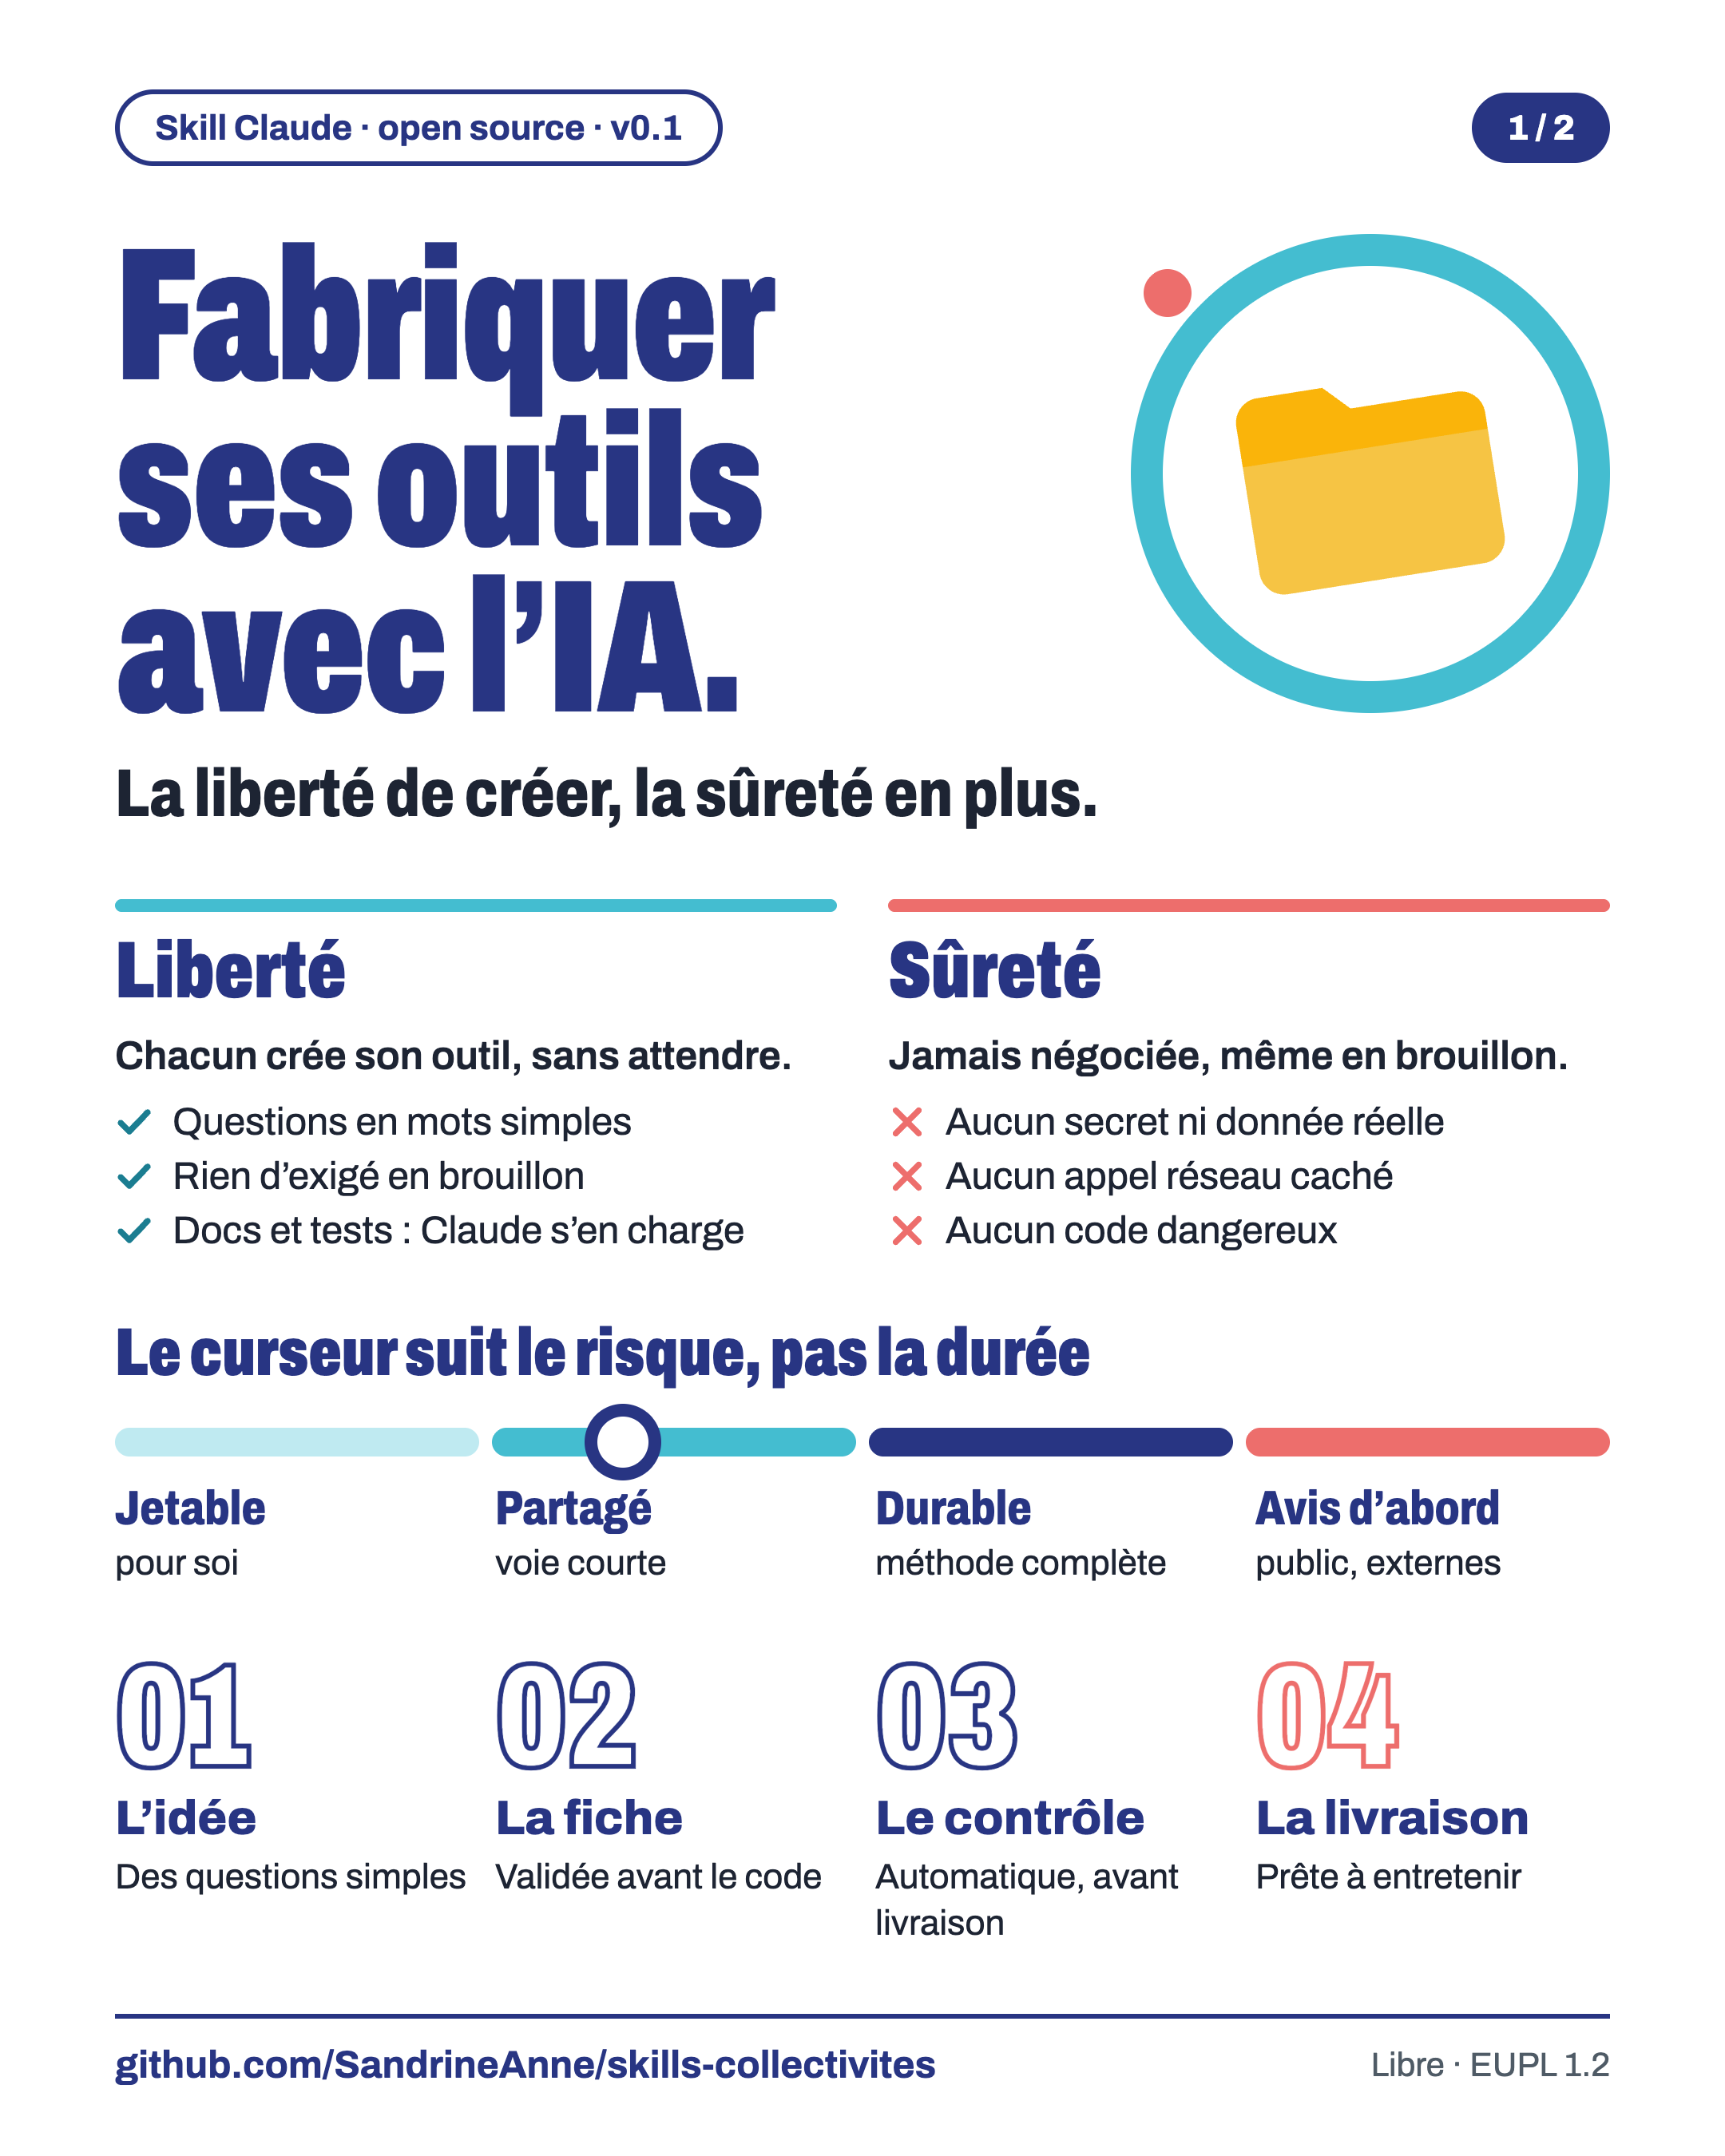 Skill Claude · open source · v0.1
1 / 2
Fabriquer
ses outils
avec l’IA.
La liberté de créer, la sûreté en plus.
Liberté
Chacun crée son outil, sans attendre.
Questions en mots simples
Rien d’exigé en brouillon
Docs et tests : Claude s’en charge
Sûreté
Jamais négociée, même en brouillon.
Aucun secret ni donnée réelle
Aucun appel réseau caché
Aucun code dangereux
Le curseur suit le risque, pas la durée
Jetable
pour soi
Partagé
voie courte
Durable
méthode complète
Avis d’abord
public, externes
01
L’idée
Des questions simples
02
La fiche
Validée avant le code
03
Le contrôle
Automatique, avant
livraison
04
La livraison
Prête à entretenir
github.com/SandrineAnne/skills-collectivites
Libre · EUPL 1.2